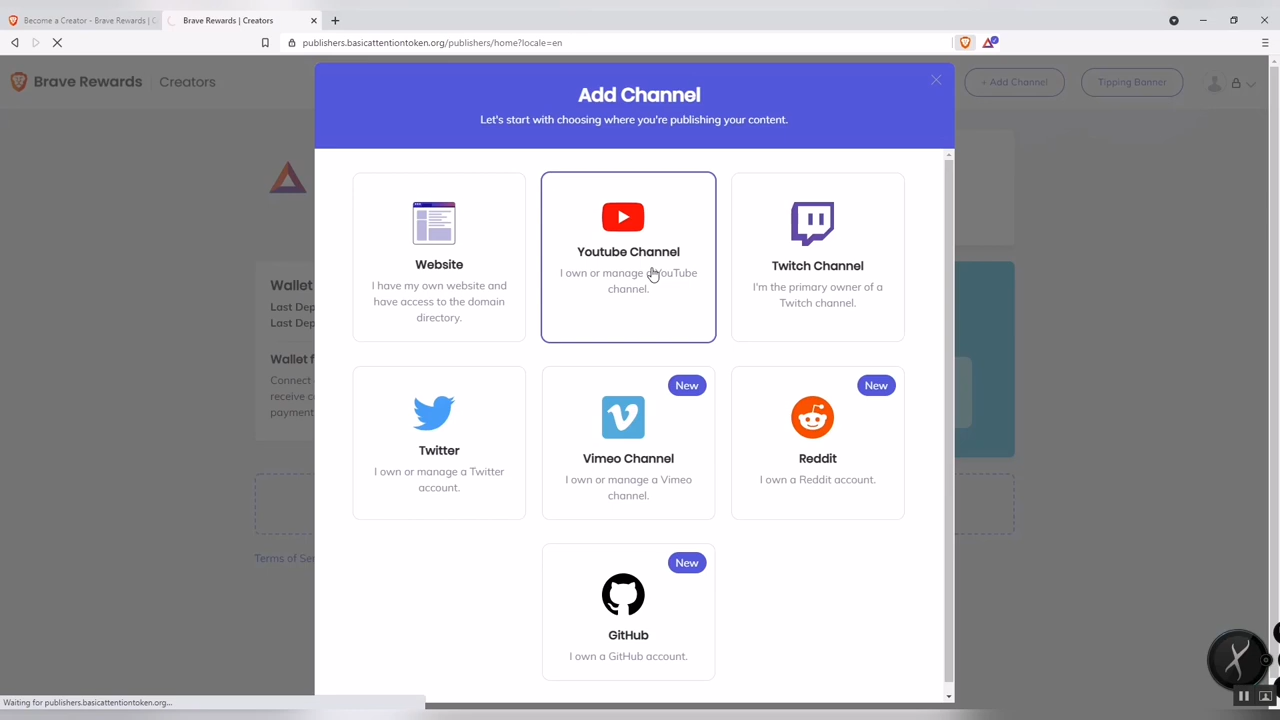 Become a Creator - Brave Rewards | C
Brave Rewards | Creators
publishers.basicattentiontoken.org/publishers/home?locale=en
Brave Rewards | Creators
+ Add Channel
Tipping Banner
Add Channel
Let's start with choosing where you're publishing your content.
Website
I have my own website and
have access to the domain
directory.
Youtube Channel
I own or manage a YouTube
channel.
Twitch Channel
I'm the primary owner of a
Twitch channel.
Wallet
Last Dep
Last Dep
Wallet f
Connect
receive c
payment
Twitter
I own or manage a Twitter
account.
New
Vimeo Channel
I own or manage a Vimeo
channel.
New
Reddit
I own a Reddit account.
Terms of Ser
New
GitHub
I own a GitHub account.
Waiting for publishers.basicattentiontoken.org...